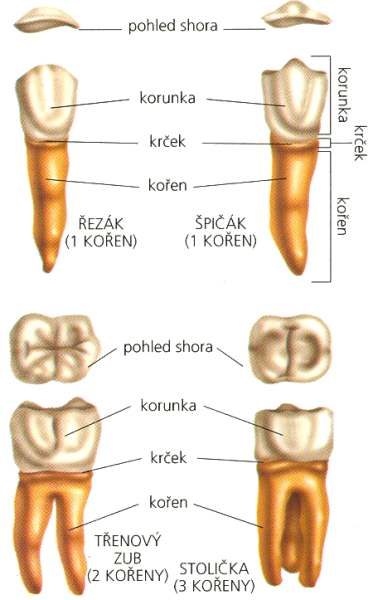 pohled shora
korunka
korunka
krček
krček
kořen
kořen
ŘEZÁK
(1 KOŘEN)
ŠPIČÁK
(1 KOŘEN)
pohled shora
korunka
krček
kořen
TŘENOVÝ
ZUB
(2 KOŘENY)
STOLIČKA
(3 KOŘENY)